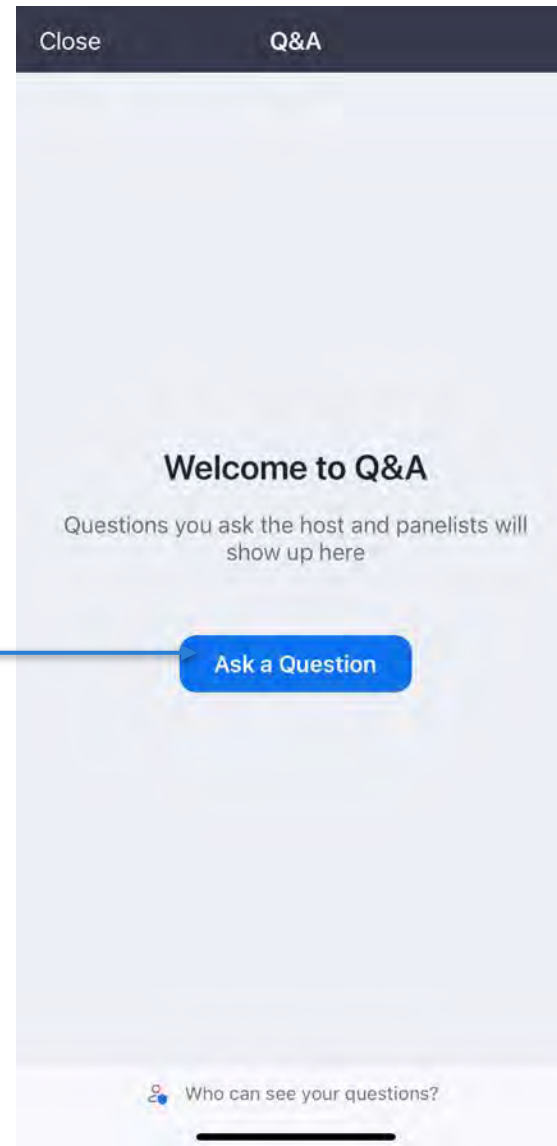 Close Q&A
Welcome to Q&A
Questions you ask the host and panelists will
show up here
Ask a Question
Who can see your questions?